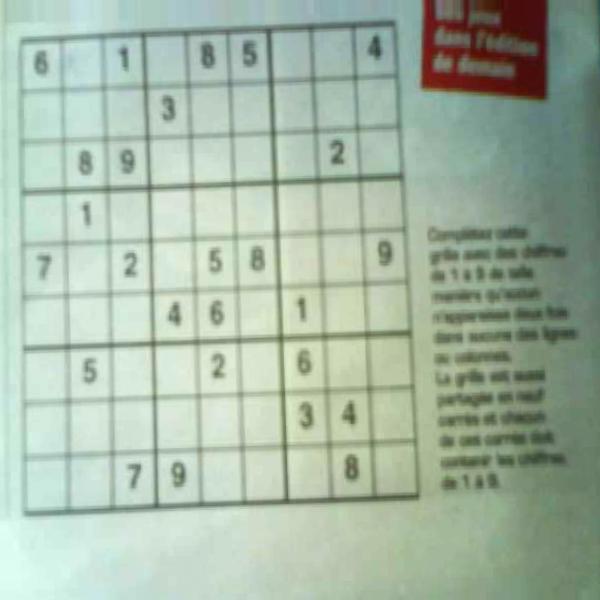 dans l'édition
de demain
6 1 8 5 4
3
8 9 2
1
7 2 5 8 9
4 6 1
5 2 6
3 4
7 9 8
Complétez cette
grille avec des chiffres
de 1 à 9 de telle
manière qu'aucun
n'apparaisse deux fois
dans aucune des lignes
ou colonnes.
La grille est aussi
partagée en neuf
carrés et chacun
de ces carrés doit
contenir les chiffres
de 1 à 9.